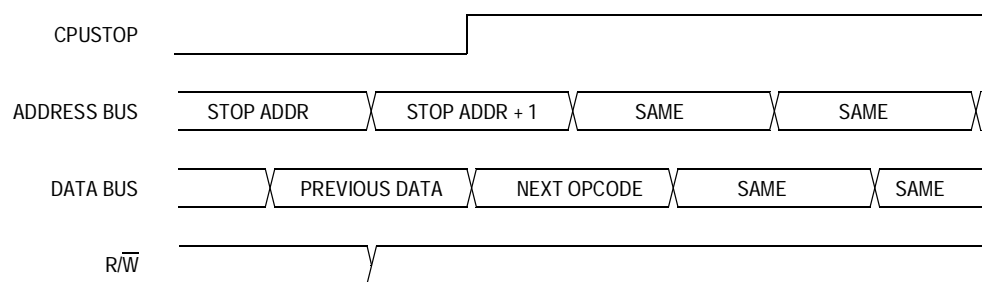 CPUSTOP
ADDRESS BUS STOP ADDR STOP ADDR + 1 SAME SAME
DATA BUS PREVIOUS DATA NEXT OPCODE SAME SAME
R/W̅